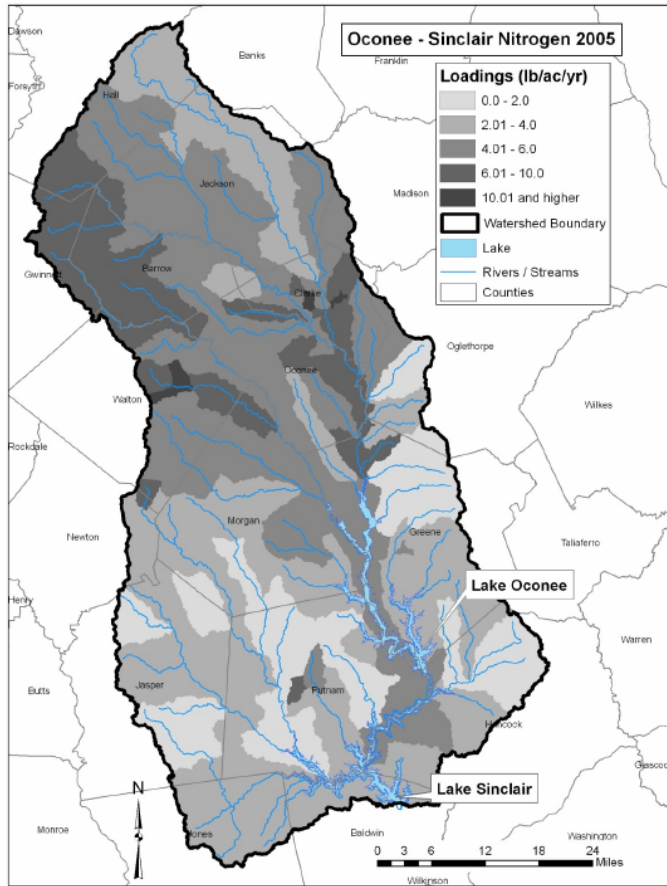 Oconee - Sinclair Nitrogen 2005
Loadings (lb/ac/yr)
0.0 - 2.0
2.01 - 4.0
4.01 - 6.0
6.01 - 10.0
10.01 and higher
Watershed Boundary
Lake
Rivers / Streams
Counties
Dawson
Banks
Franklin
Forsyth
Hall
Jackson
Madison
Gwinnett
Barrow
Clarke
Oglethorpe
Oconee
Walton
Wilkes
Rockdale
Morgan
Newton
Greene
Taliaferro
Lake Oconee
Henry
Warren
Butts
Jasper
Putnam
Hancock
Glascock
N
Lake Sinclair
Monroe
Jones
Baldwin
Washington
0 3 6 12 18 24
Miles
Wilkinson